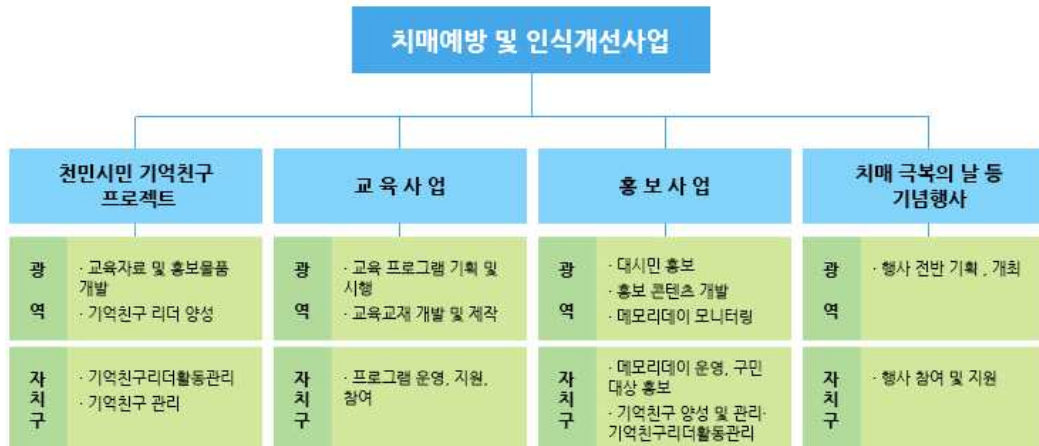 치매예방 및 인식개선사업
천민시민 기억친구
프로젝트
교 육 사 업
홍 보 사 업
치매 극복의 날 등
기념행사
광
역
· 교육자료 및 홍보물품
개발
· 기억친구 리더 양성
광
역
· 교육 프로그램 기획 및
시행
· 교육교재 개발 및 제작
광
역
· 대시민 홍보
· 홍보 콘텐츠 개발
· 메모리데이 모니터링
광
역
· 행사 전반 기획 , 개최
자
치
구
· 기억친구리더활동관리
· 기억친구 관리
자
치
구
· 프로그램 운영, 지원,
참여
자
치
구
· 메모리데이 운영, 구민
대상 홍보
· 기억친구 양성 및 관리·
기억친구리더활동관리
자
치
구
· 행사 참여 및 지원